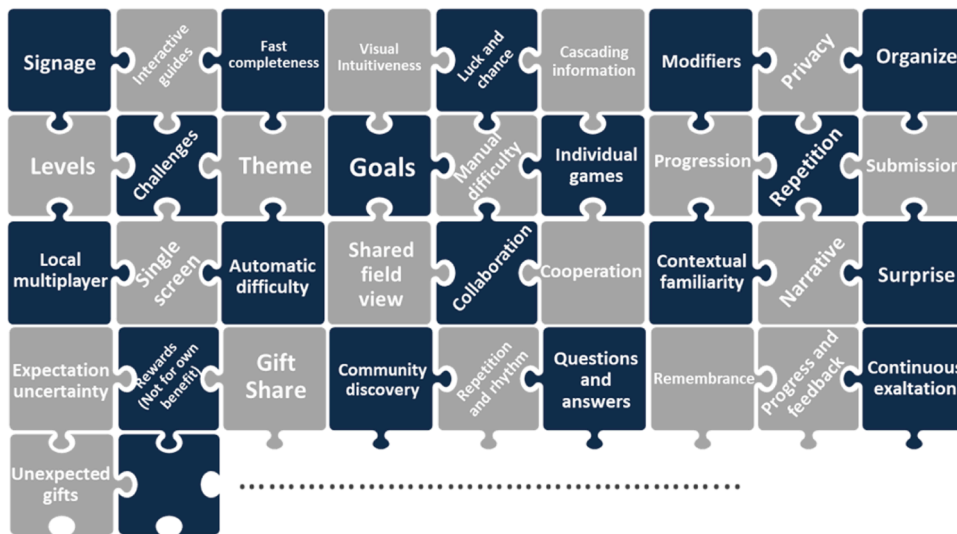 Signage
Interactive
guides
Fast
completeness
Visual
Intuitiveness
Luck and
chance
Cascading
information
Modifiers
Privacy
Organize
Levels
Challenges
Theme
Goals
Manual
difficulty
Individual
games
Progression
Repetition
Submission
Local
multiplayer
Single
screen
Automatic
difficulty
Shared
field
view
Collaboration
Cooperation
Contextual
familiarity
Narrative
Surprise
Expectation
uncertainty
Rewards
(Not for own
benefit)
Gift
Share
Community
discovery
Repetition
and rhythm
Questions
and
answers
Remembrance
Progress and
feedback
Continuous
exaltation
Unexpected
gifts